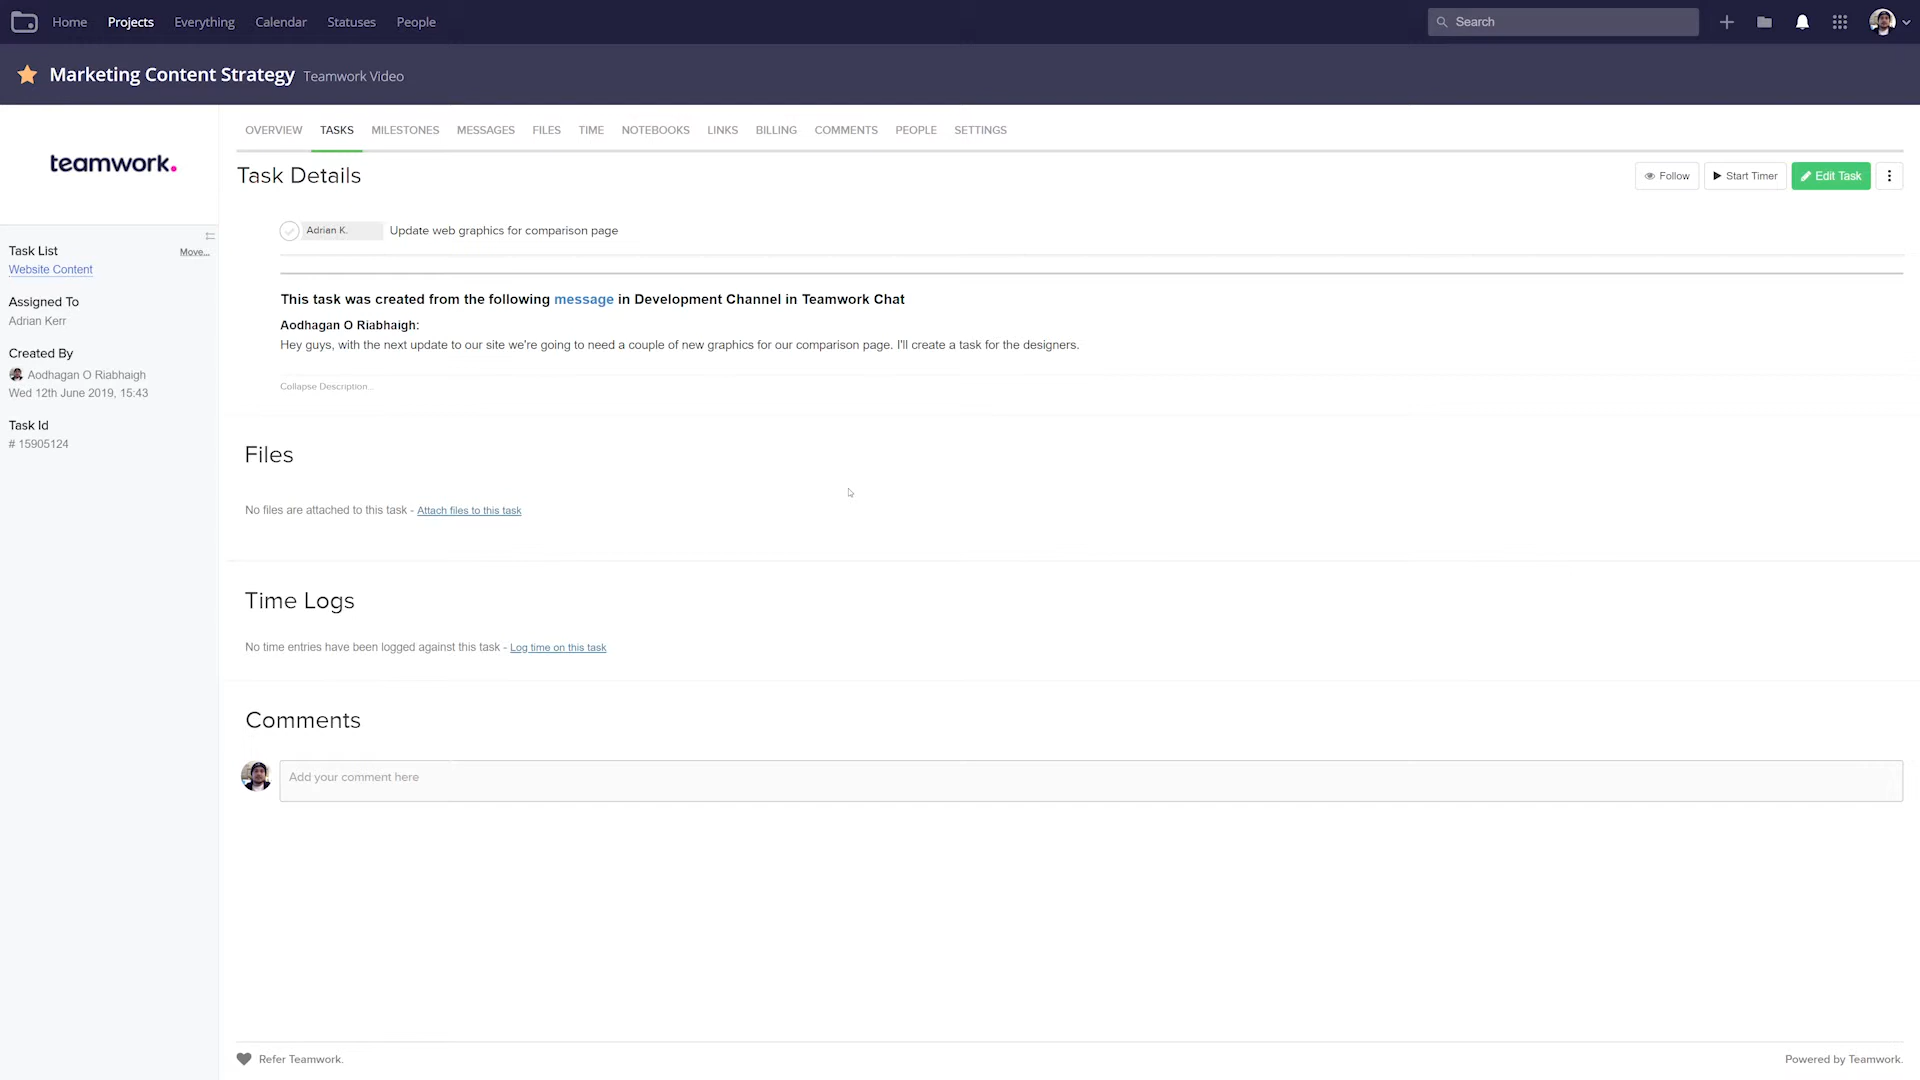 Home Projects Everything Calendar Statuses People Search
Marketing Content Strategy Teamwork Video
teamwork.
OVERVIEW TASKS MILESTONES MESSAGES FILES TIME NOTEBOOKS LINKS BILLING COMMENTS PEOPLE SETTINGS
Task Details
Follow Start Timer Edit Task
Adrian K. Update web graphics for comparison page
Task List Move...
Website Content
Assigned To
Adrian Kerr
Created By
Aodhagan O Riabhaigh
Wed 12th June 2019, 15:43
Task Id
# 15905124
This task was created from the following message in Development Channel in Teamwork Chat
Aodhagan O Riabhaigh:
Hey guys, with the next update to our site we're going to need a couple of new graphics for our comparison page. I'll create a task for the designers.
Collapse Description...
Files
No files are attached to this task - Attach files to this task
Time Logs
No time entries have been logged against this task - Log time on this task
Comments
Add your comment here
Refer Teamwork.
Powered by Teamwork.